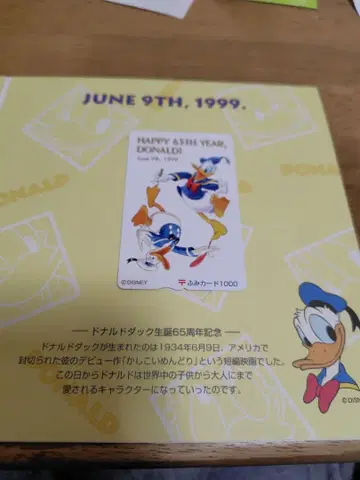 JUNE 9TH, 1999.
HAPPY 65TH YEAR,
DONALD!
June 9th, 1999
©DISNEY
〒ふみカード1000
DONALD
DONALD
― ドナルドダック生誕65周年記念 ―
ドナルドダックが生まれたのは1934年6月9日、アメリカで
封切られた彼のデビュー作「かしこいめんどり」という短編映画でした。
この日からドナルドは世界中の子供から大人にまで
愛されるキャラクターになっていったのです。